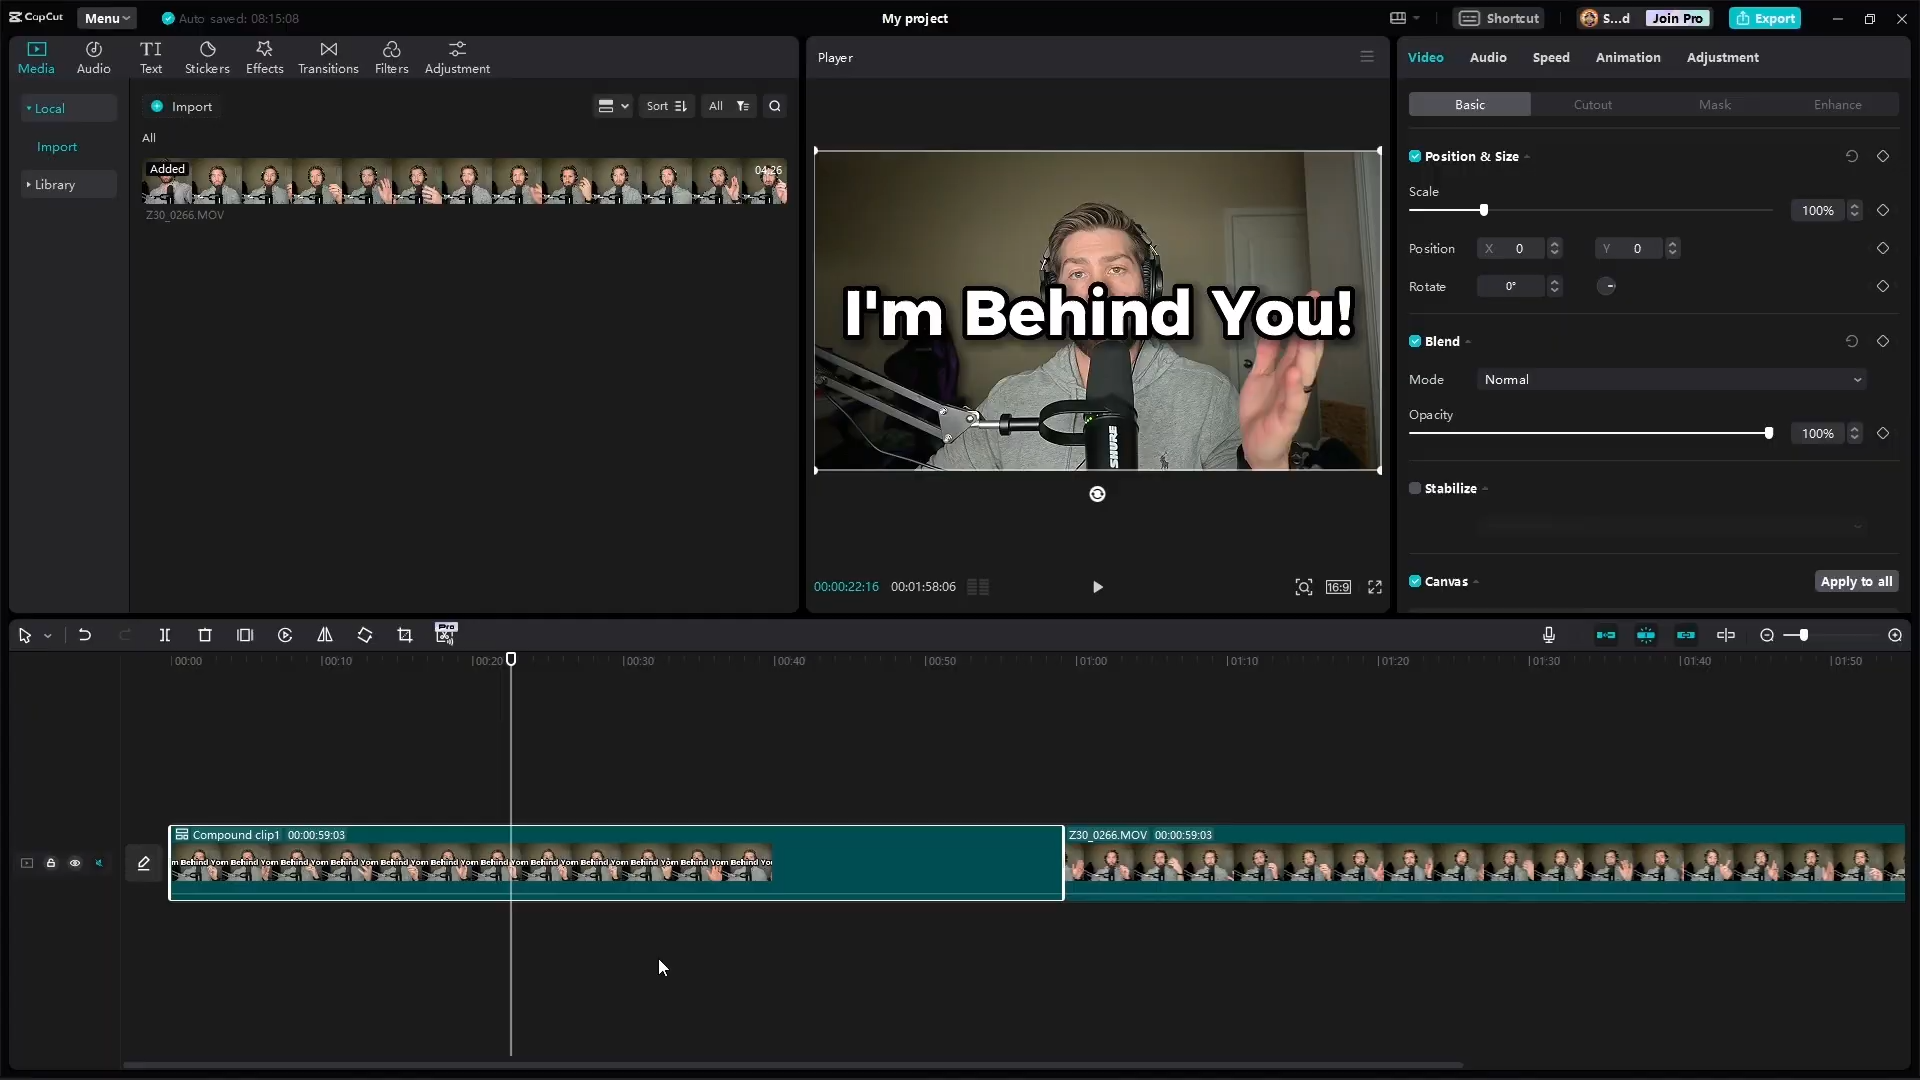 CapCut
Menu
Auto saved: 08:15:08
My project
Shortcut
S...d
Join Pro
Export
Media
Audio
Text
Stickers
Effects
Transitions
Filters
Adjustment
Local
Import
Library
Import
Sort
All
All
Added
04:26
Z30_0266.MOV
Player
I'm Behind You!
SHURE
00:00:22:16
00:01:58:06
16:9
Video
Audio
Speed
Animation
Adjustment
Basic
Cutout
Mask
Enhance
Position & Size
Scale
100%
Position
X 0
Y 0
Rotate
0°
Blend
Mode
Normal
Opacity
100%
Stabilize
Canvas
Apply to all
Pro
00:00
00:10
00:20
00:30
00:40
00:50
01:00
01:10
01:20
01:30
01:40
01:50
Compound clip1 00:00:59:03
Z30_0266.MOV 00:00:59:03